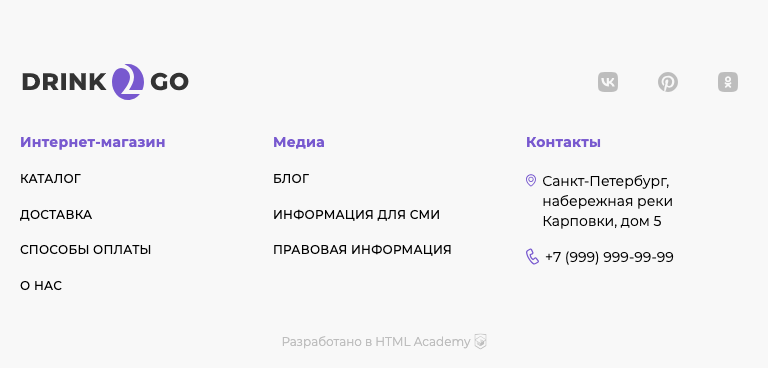 DRINK 2 GO
Интернет-магазин
КАТАЛОГ
ДОСТАВКА
СПОСОБЫ ОПЛАТЫ
О НАС
Медиа
БЛОГ
ИНФОРМАЦИЯ ДЛЯ СМИ
ПРАВОВАЯ ИНФОРМАЦИЯ
Контакты
Санкт-Петербург,
набережная реки
Карповки, дом 5
+7 (999) 999-99-99
Разработано в HTML Academy